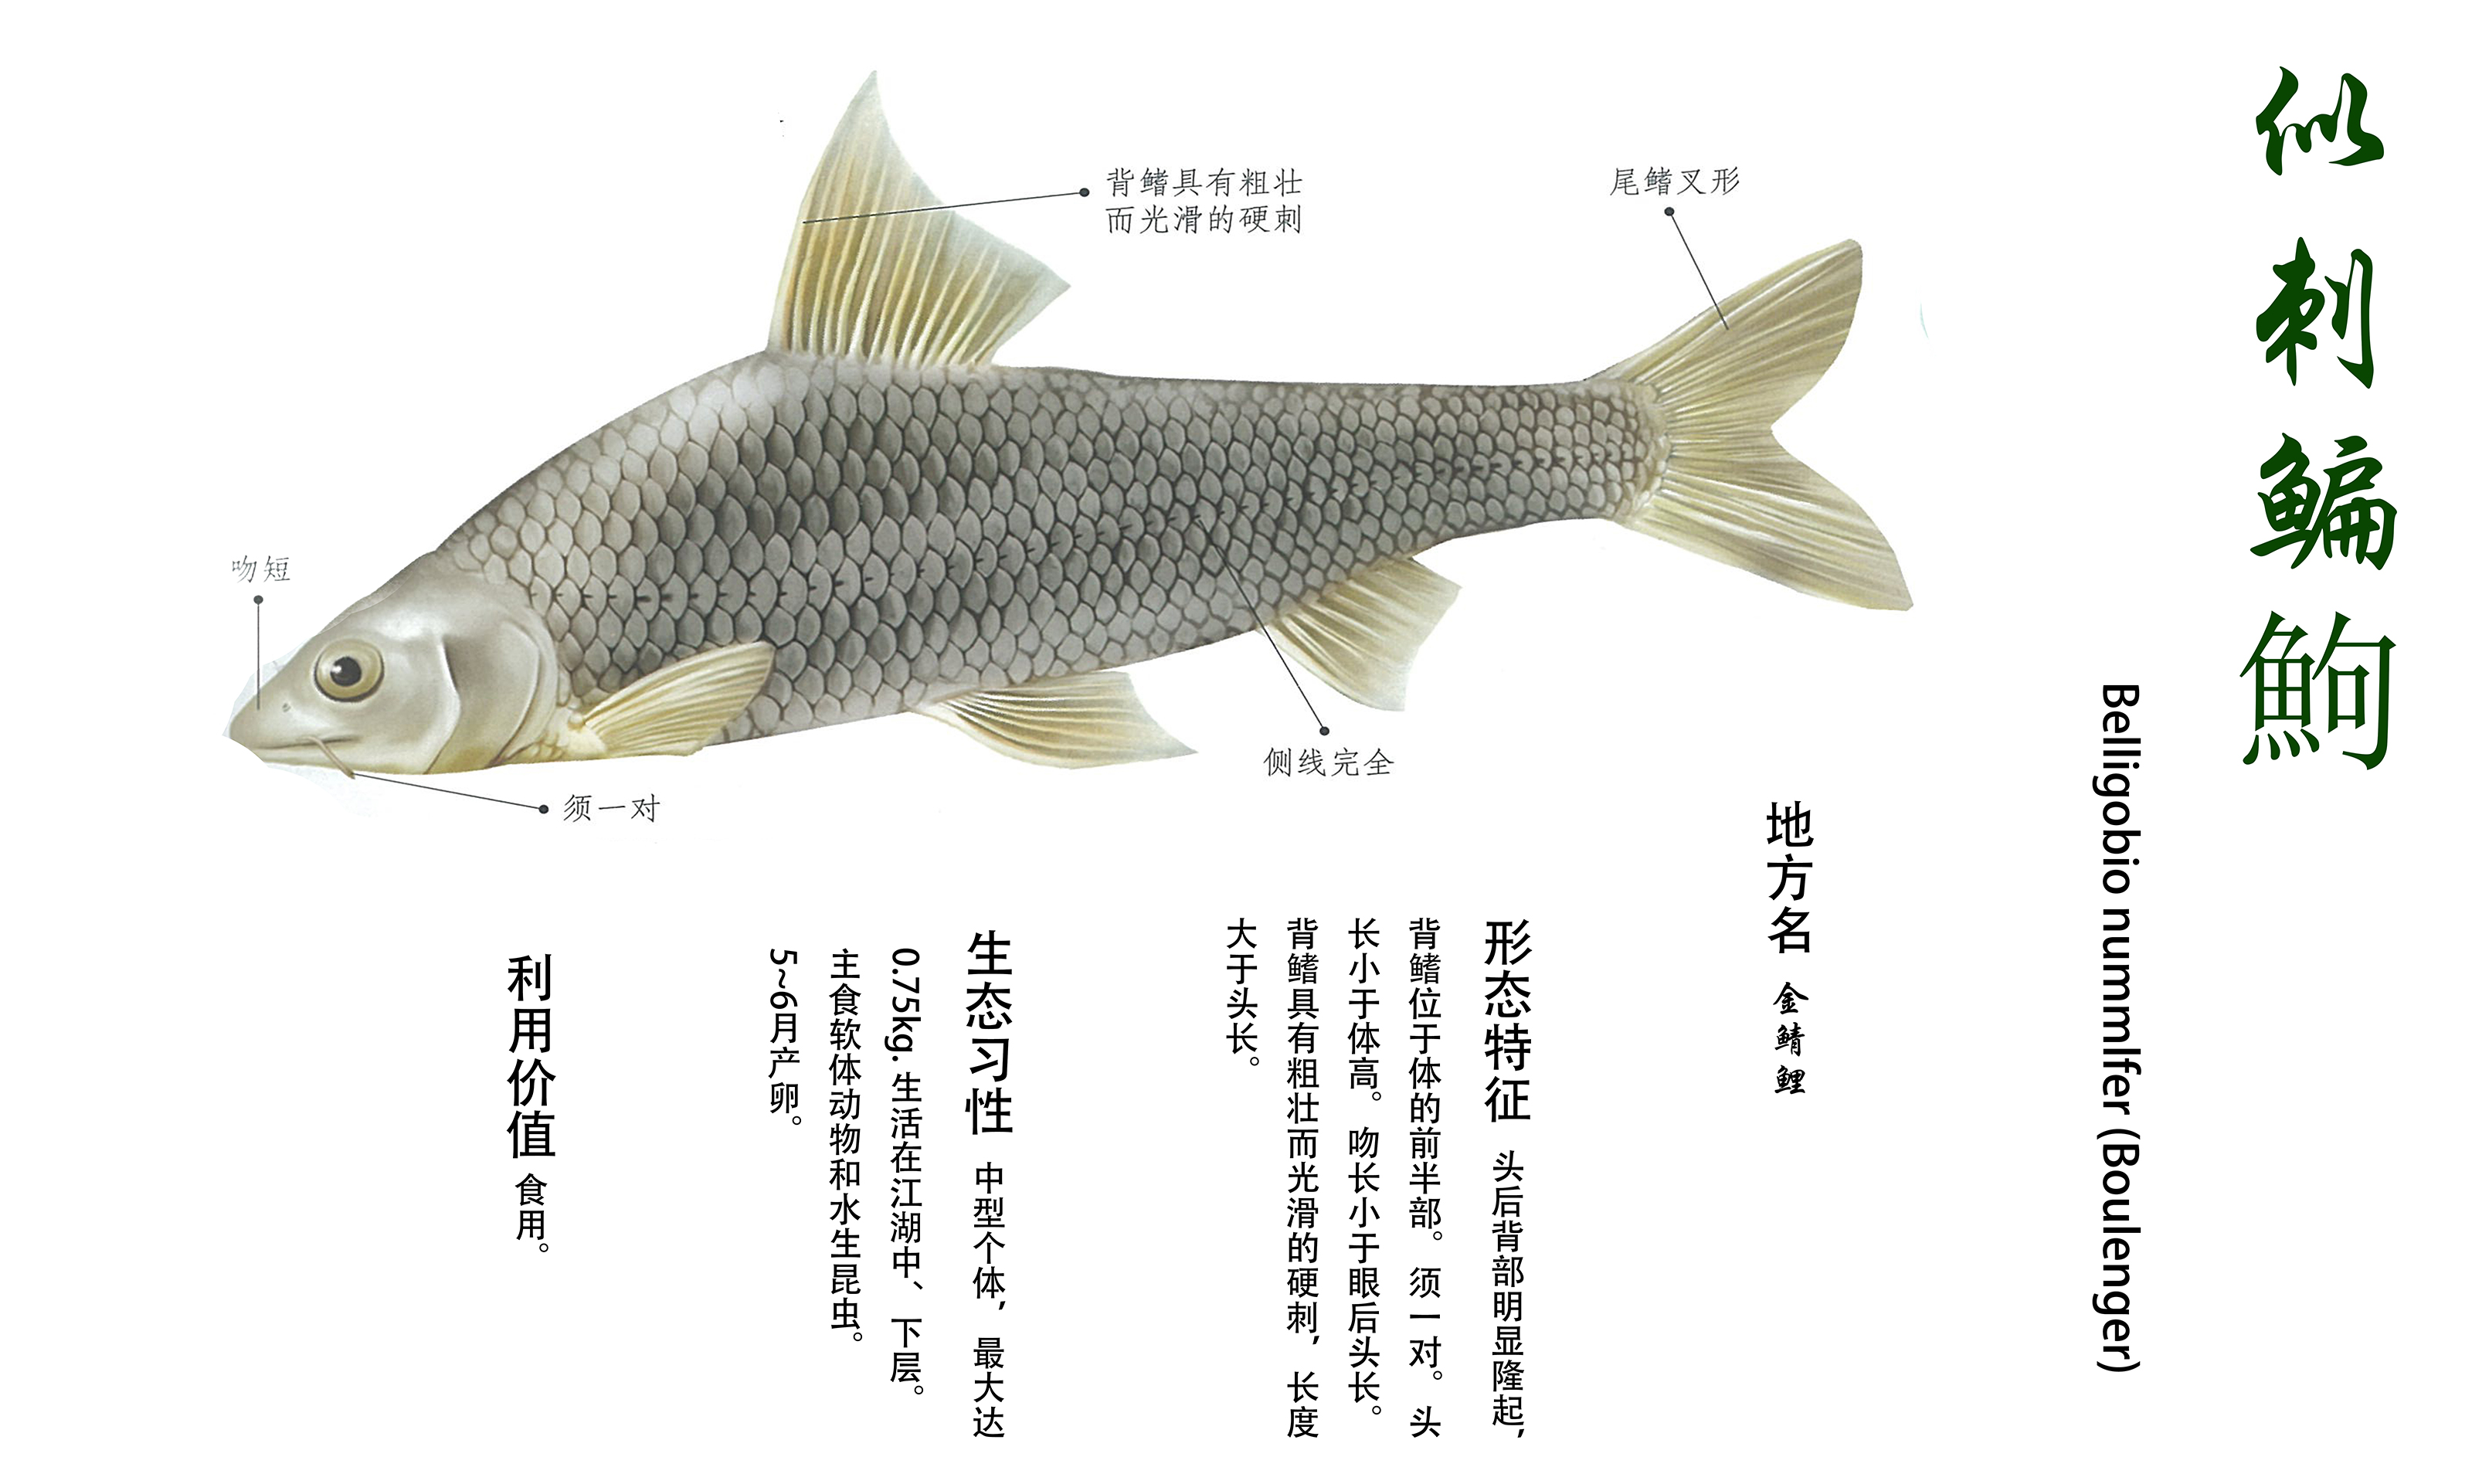 似刺鳊鮈
Belligobio nummlfer (Boulenger)
地方名 金鲭鲤
形态特征 头后背部明显隆起，
背鳍位于体的前半部。须一对。头
长小于体高。吻长小于眼后头长。
背鳍具有粗壮而光滑的硬刺，长度
大于头长。
生态习性 中型个体，最大达
0.75kg. 生活在江湖中、下层。
主食软体动物和水生昆虫。
5~6月产卵。
利用价值 食用。
背鳍具有粗壮
而光滑的硬刺
尾鳍叉形
吻短
侧线完全
须一对